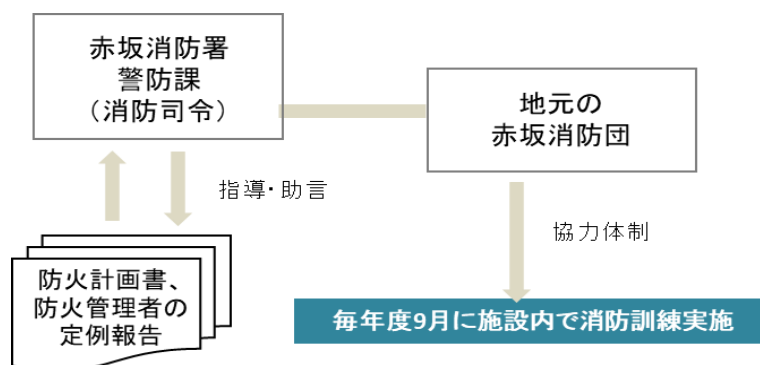 赤坂消防署
警防課
（消防司令）
地元の
赤坂消防団
指導・助言
協力体制
防火計画書、
防火管理者の
定例報告
毎年度9月に施設内で消防訓練実施